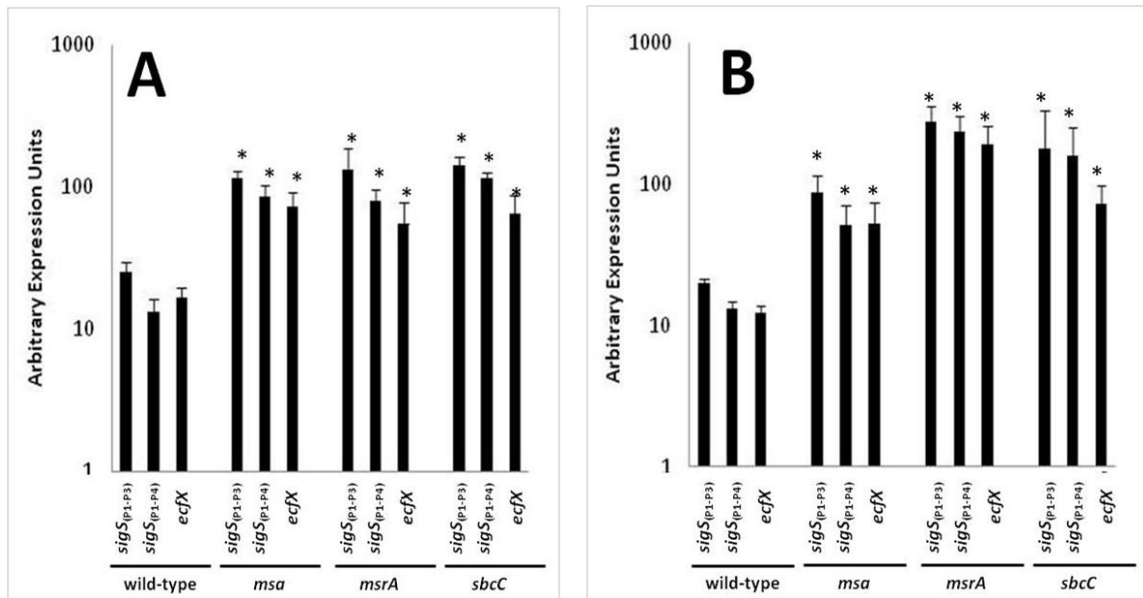 A
Arbitrary Expression Units
1000
100
10
1
* * * * * * * * *
sigS(P1-P3) sigS(P1-P4) ecfX sigS(P1-P3) sigS(P1-P4) ecfX sigS(P1-P3) sigS(P1-P4) ecfX sigS(P1-P3) sigS(P1-P4) ecfX
wild-type msa msrA sbcC
B
Arbitrary Expression Units
1000
100
10
1
* * * * * * * * *
sigS(P1-P3) sigS(P1-P4) ecfX sigS(P1-P3) sigS(P1-P4) ecfX sigS(P1-P3) sigS(P1-P4) ecfX sigS(P1-P3) sigS(P1-P4) ecfX
wild-type msa msrA sbcC